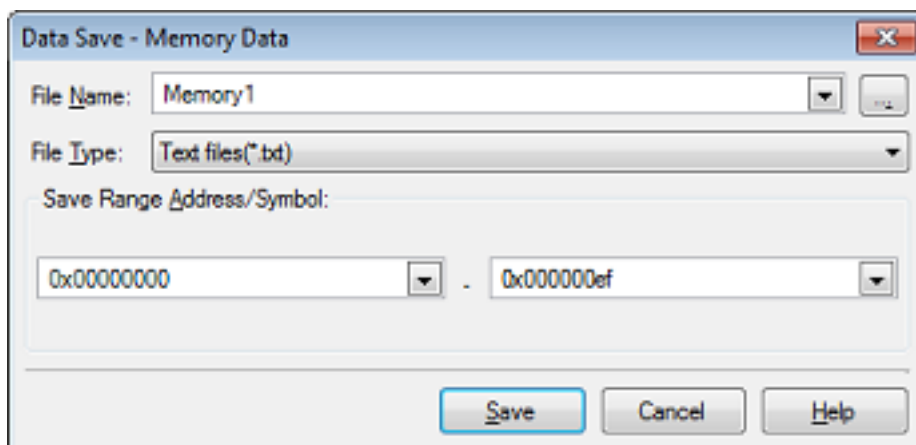 Data Save - Memory Data
File Name: Memory1 ...
File Type: Text files(*.txt)
Save Range Address/Symbol:
0x00000000 - 0x000000ef
Save Cancel Help